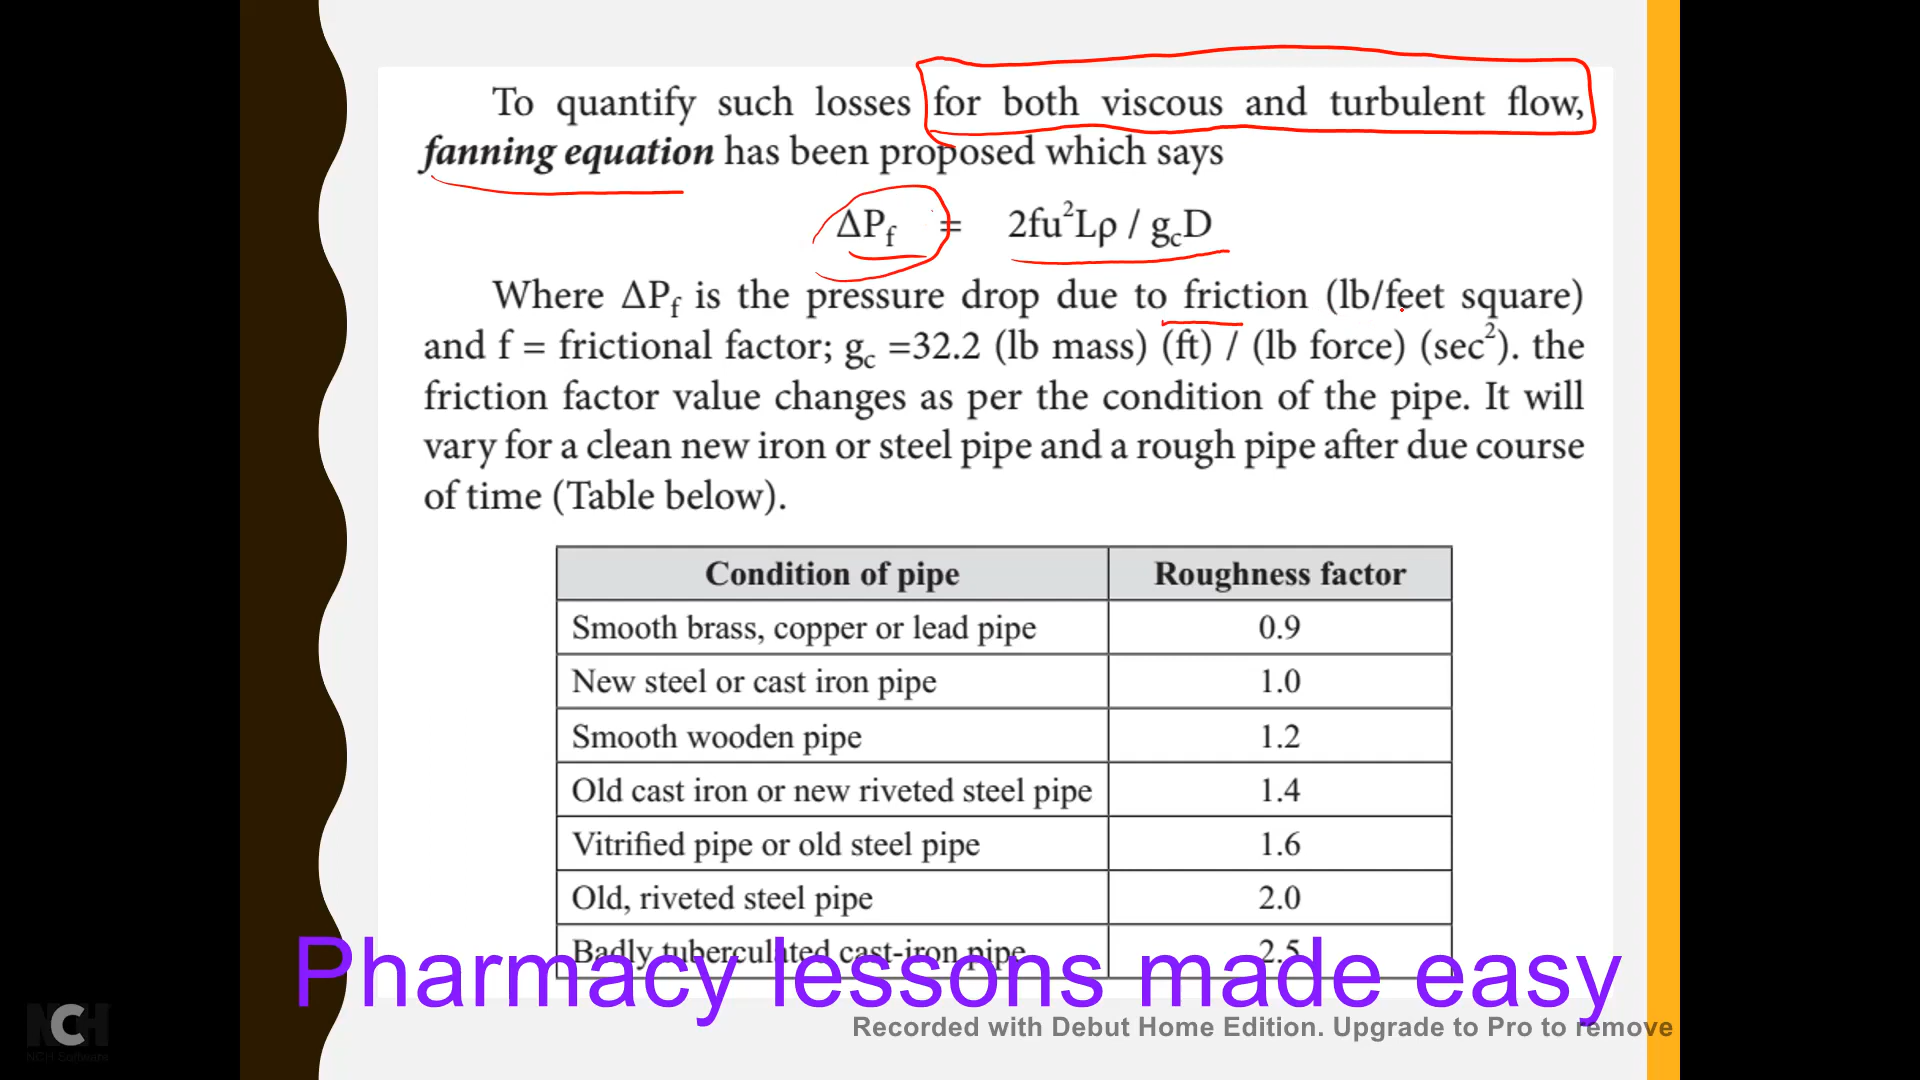 To quantify such losses for both viscous and turbulent flow,
fanning equation has been proposed which says
ΔPf = 2fu²Lρ / gcD
Where ΔPf is the pressure drop due to friction (lb/feet square)
and f = frictional factor; gc =32.2 (lb mass) (ft) / (lb force) (sec²). the
friction factor value changes as per the condition of the pipe. It will
vary for a clean new iron or steel pipe and a rough pipe after due course
of time (Table below).
Condition of pipe Roughness factor
Smooth brass, copper or lead pipe 0.9
New steel or cast iron pipe 1.0
Smooth wooden pipe 1.2
Old cast iron or new riveted steel pipe 1.4
Vitrified pipe or old steel pipe 1.6
Old, riveted steel pipe 2.0
Badly tuberculated cast-iron pipe 2.5
Pharmacy lessons made easy
Recorded with Debut Home Edition. Upgrade to Pro to remove
NCH
NCH Software